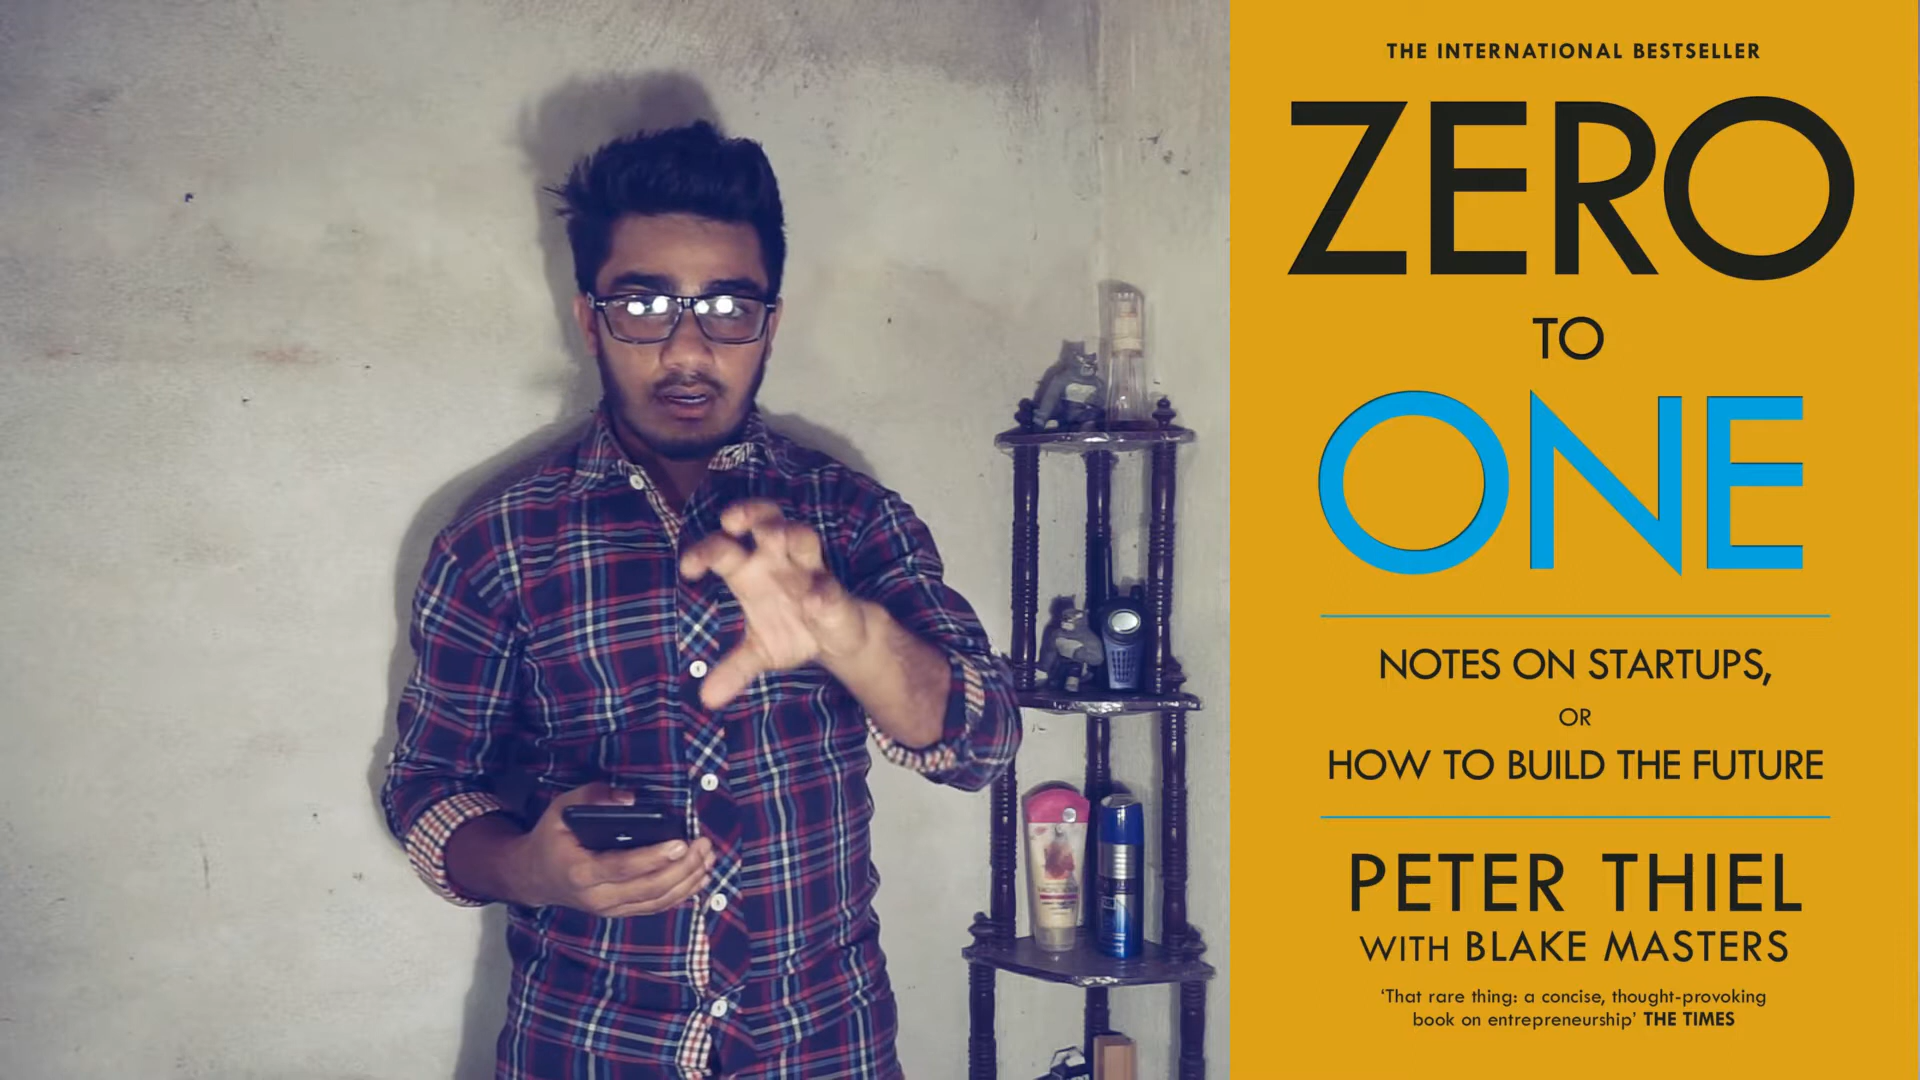 THE INTERNATIONAL BESTSELLER
ZERO
TO
ONE
NOTES ON STARTUPS,
OR
HOW TO BUILD THE FUTURE
PETER THIEL
WITH BLAKE MASTERS
‘That rare thing: a concise, thought-provoking
book on entrepreneurship’ THE TIMES